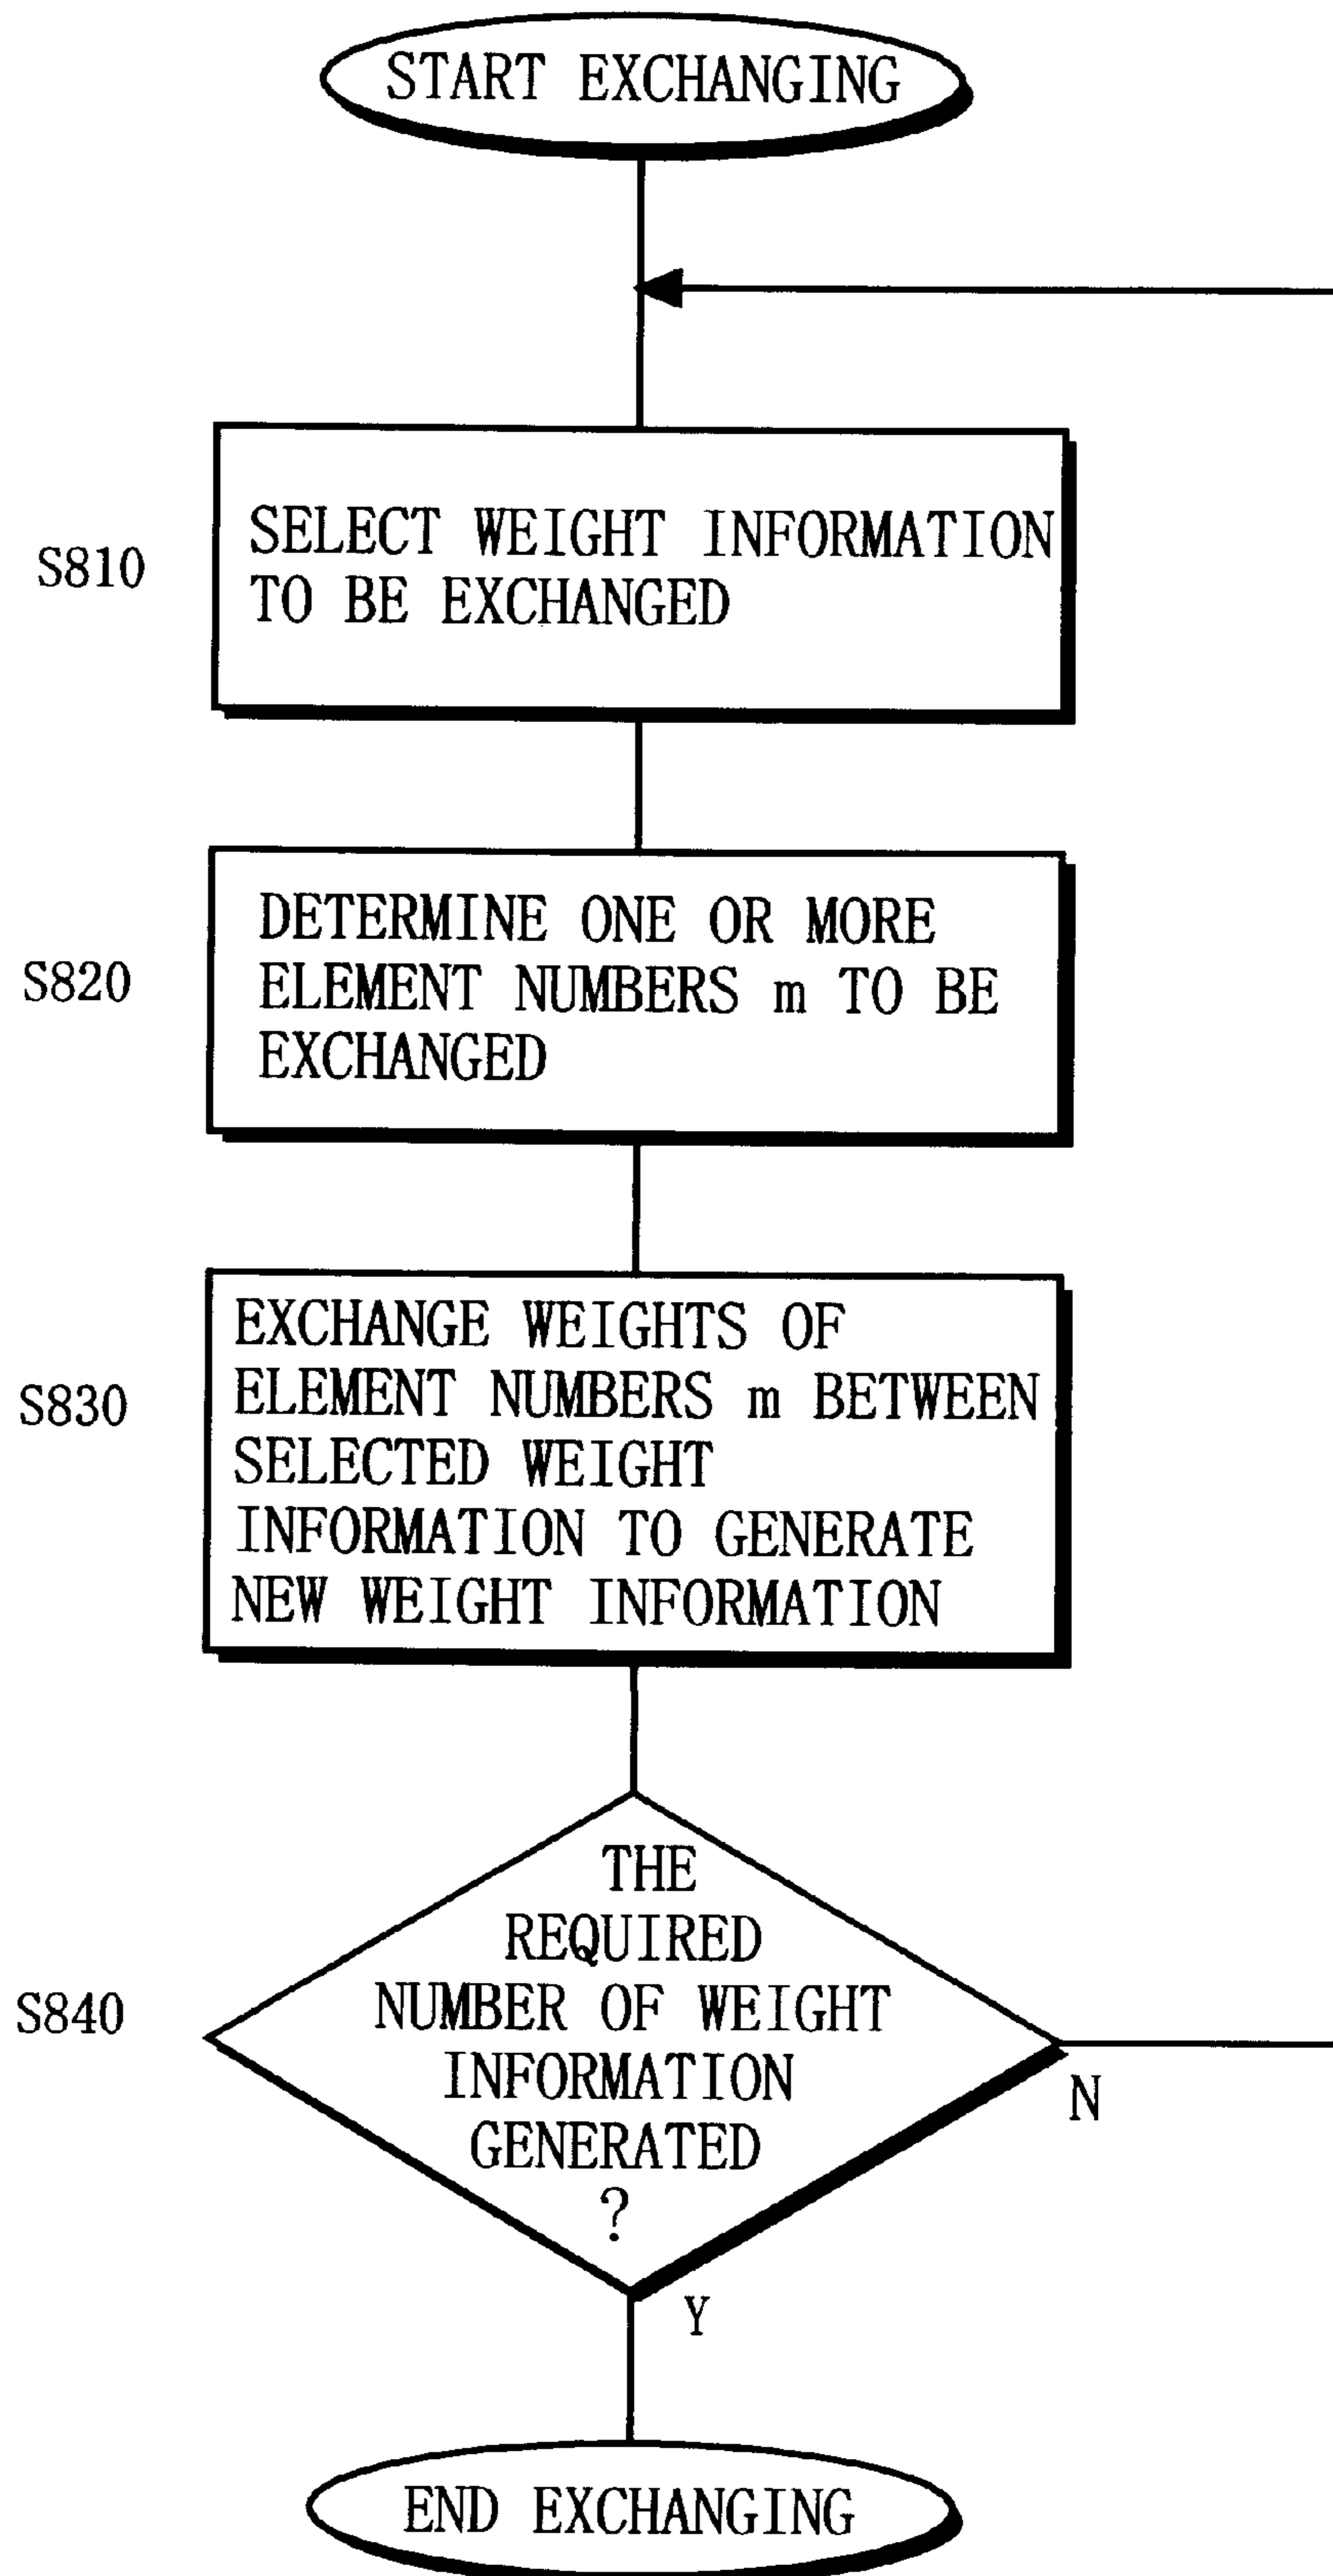 START EXCHANGING
S810
SELECT WEIGHT INFORMATION
TO BE EXCHANGED
S820
DETERMINE ONE OR MORE
ELEMENT NUMBERS m TO BE
EXCHANGED
S830
EXCHANGE WEIGHTS OF
ELEMENT NUMBERS m BETWEEN
SELECTED WEIGHT
INFORMATION TO GENERATE
NEW WEIGHT INFORMATION
S840
THE
REQUIRED
NUMBER OF WEIGHT
INFORMATION
GENERATED
?
N
Y
END EXCHANGING